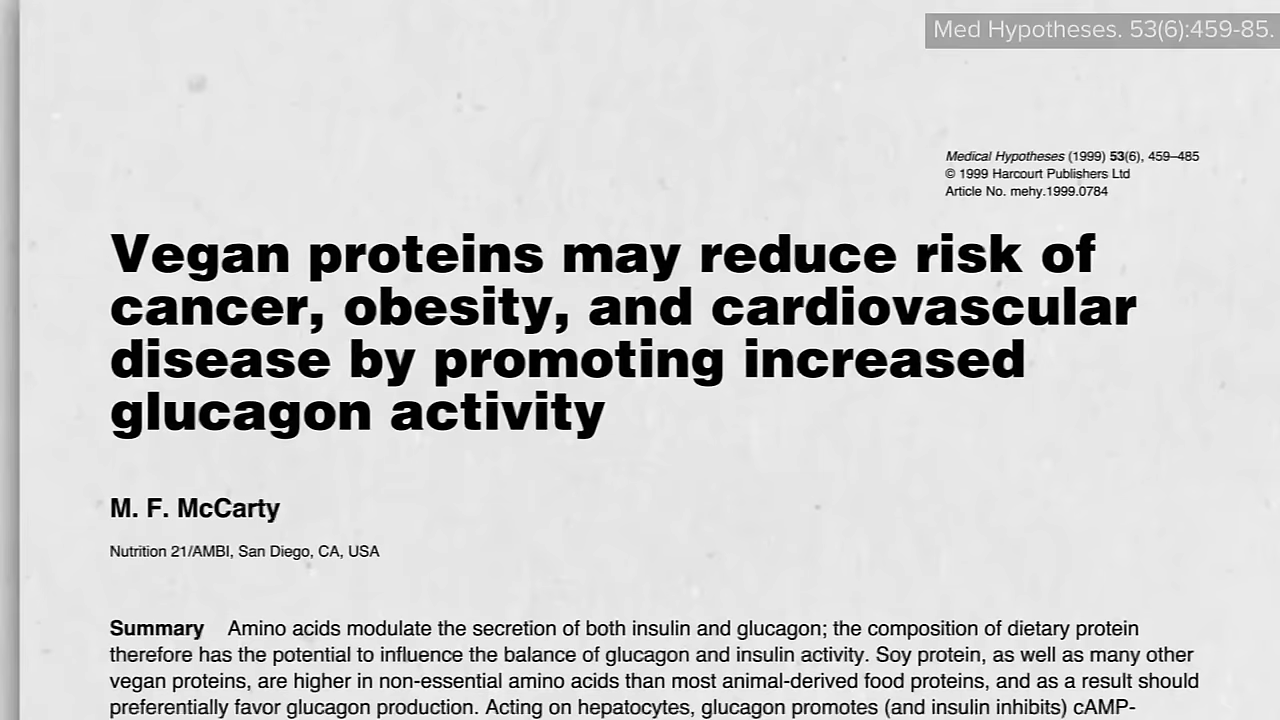 Med Hypotheses. 53(6):459-85.
Medical Hypotheses (1999) 53(6), 459–485
© 1999 Harcourt Publishers Ltd
Article No. mehy.1999.0784
Vegan proteins may reduce risk of
cancer, obesity, and cardiovascular
disease by promoting increased
glucagon activity
M. F. McCarty
Nutrition 21/AMBI, San Diego, CA, USA
Summary Amino acids modulate the secretion of both insulin and glucagon; the composition of dietary protein
therefore has the potential to influence the balance of glucagon and insulin activity. Soy protein, as well as many other
vegan proteins, are higher in non-essential amino acids than most animal-derived food proteins, and as a result should
preferentially favor glucagon production. Acting on hepatocytes, glucagon promotes (and insulin inhibits) cAMP-